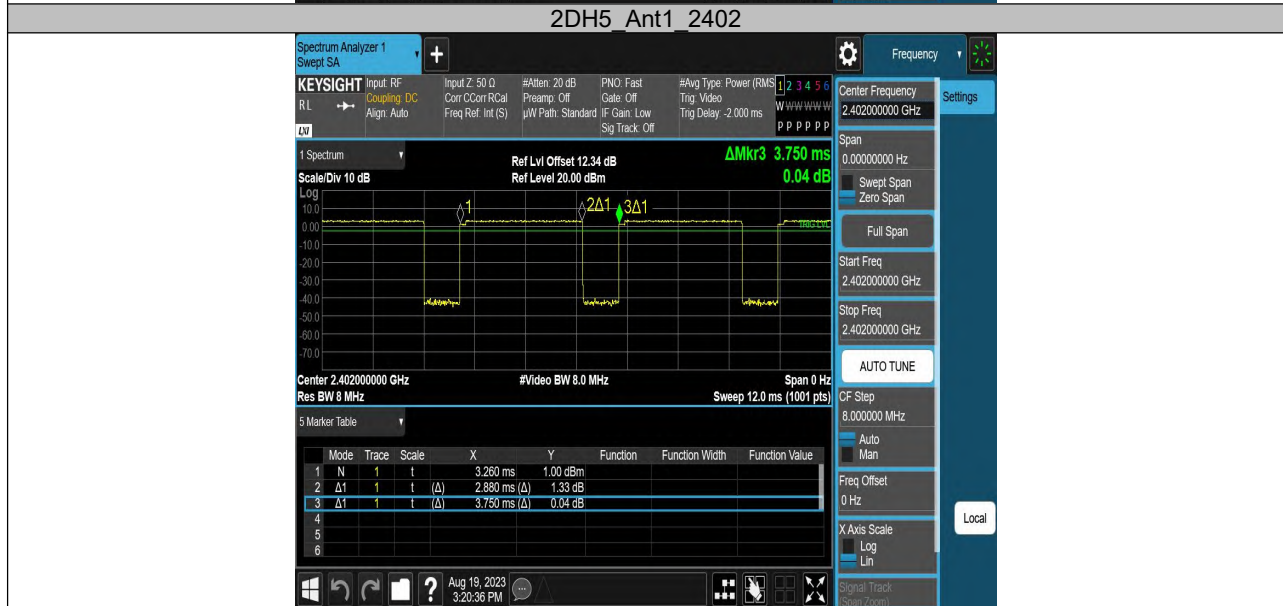 2DH5_Ant1_2402
Spectrum Analyzer 1
Swept SA
+
Frequency
KEYSIGHT
RL
LXI
Input: RF
Coupling: DC
Align: Auto
Input Z: 50 Ω
Corr CCorr RCal
Freq Ref: Int (S)
#Atten: 20 dB
Preamp: Off
µW Path: Standard
PNO: Fast
Gate: Off
IF Gain: Low
Sig Track: Off
#Avg Type: Power (RMS
Trig: Video
Trig Delay: -2.000 ms
1 2 3 4 5 6
W W W W W W
P P P P P P
Center Frequency
2.402000000 GHz
Settings
Span
0.00000000 Hz
Swept Span
Zero Span
Full Span
Start Freq
2.402000000 GHz
Stop Freq
2.402000000 GHz
AUTO TUNE
CF Step
8.000000 MHz
Auto
Man
Freq Offset
0 Hz
X Axis Scale
Log
Lin
Signal Track
(Span Zoom)
Local
1 Spectrum
Scale/Div 10 dB
Ref Lvl Offset 12.34 dB
Ref Level 20.00 dBm
ΔMkr3 3.750 ms
0.04 dB
Log
10.0
0.00
-10.0
-20.0
-30.0
-40.0
-50.0
-60.0
-70.0
1
2Δ1
3Δ1
TRIG LVL
Center 2.402000000 GHz
#Video BW 8.0 MHz
Span 0 Hz
Res BW 8 MHz
Sweep 12.0 ms (1001 pts)
5 Marker Table
Mode Trace Scale X Y Function Function Width Function Value
1 N 1 t 3.260 ms 1.00 dBm
2 Δ1 1 t (Δ) 2.880 ms (Δ) 1.33 dB
3 Δ1 1 t (Δ) 3.750 ms (Δ) 0.04 dB
4
5
6
?
Aug 19, 2023
3:20:36 PM